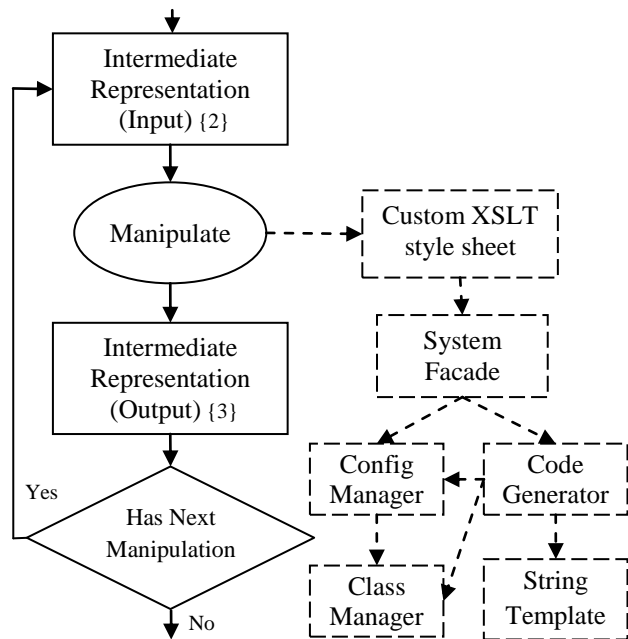 Intermediate
Representation
(Input) {2}
Manipulate
Custom XSLT
style sheet
Intermediate
Representation
(Output) {3}
System
Facade
Config
Manager
Code
Generator
Yes
Has Next
Manipulation
Class
Manager
String
Template
No